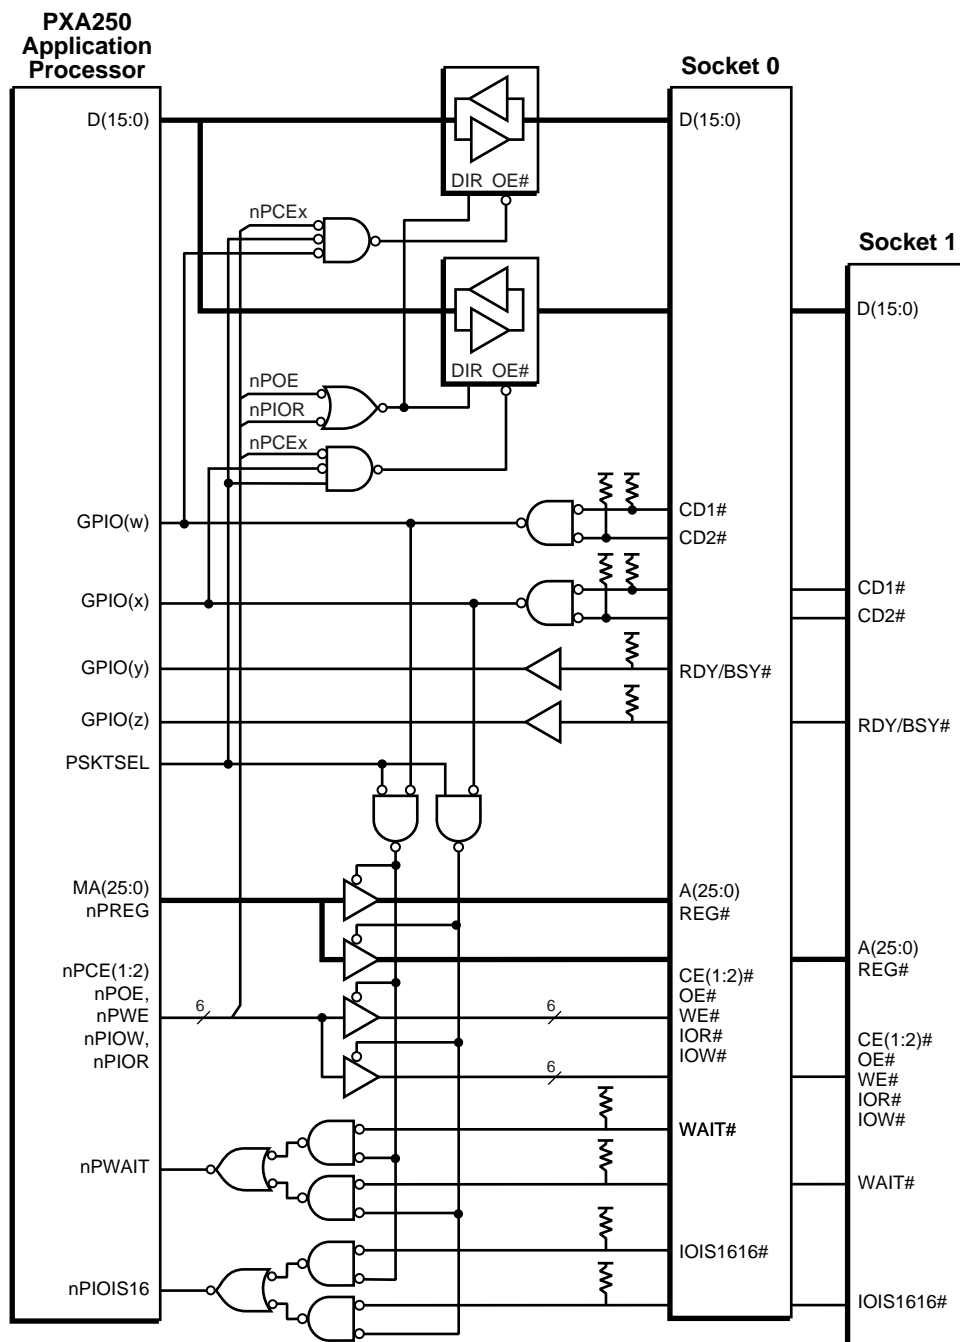 PXA250
Application
Processor
Socket 0
D(15:0)
D(15:0)
DIR OE#
nPCEx
Socket 1
D(15:0)
DIR OE#
nPOE
nPIOR
nPCEx
GPIO(w)
CD1#
CD2#
GPIO(x)
CD1#
CD2#
GPIO(y)
RDY/BSY#
GPIO(z)
RDY/BSY#
PSKTSEL
MA(25:0)
nPREG
A(25:0)
REG#
A(25:0)
REG#
nPCE(1:2)
nPOE,
nPWE
nPIOW,
nPIOR
6
6
6
CE(1:2)#
OE#
WE#
IOR#
IOW#
CE(1:2)#
OE#
WE#
IOR#
IOW#
WAIT#
nPWAIT
WAIT#
IOIS1616#
nPIOIS16
IOIS1616#